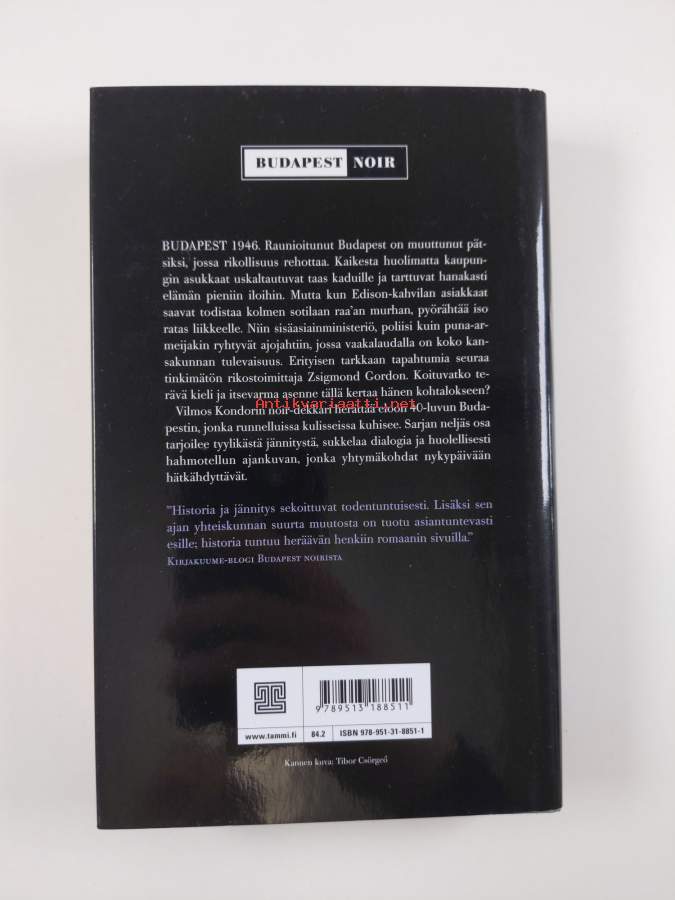 BUDAPEST NOIR
BUDAPEST 1946. Raunioitunut Budapest on muuttunut pät-
siksi, jossa rikollisuus rehottaa. Kaikesta huolimatta kaupun-
gin asukkaat uskaltautuvat taas kaduille ja tarttuvat hanakasti
elämän pieniin iloihin. Mutta kun Edison-kahvilan asiakkaat
saavat todistaa kolmen sotilaan raa'an murhan, pyörähtää iso
ratas liikkeelle. Niin sisäasiainministeriö, poliisi kuin puna-ar-
meijakin ryhtyvät ajojahtiin, jossa vaakalaudalla on koko kan-
sakunnan tulevaisuus. Erityisen tarkkaan tapahtumia seuraa
tinkimätön rikostoimittaja Zsigmond Gordon. Koituvatko te-
rävä kieli ja itsevarma asenne tällä kertaa hänen kohtalokseen?
Antikvariaatti.net
Vilmos Kondorin noir-dekkari herättää eloon 40-luvun Buda-
pestin, jonka runnelluissa kulisseissa kuhisee. Sarjan neljäs osa
tarjoilee tyylikästä jännitystä, sukkelaa dialogia ja huolellisesti
hahmotellun ajankuvan, jonka yhtymäkohdat nykypäivään
hätkähdyttävät.
"Historia ja jännitys sekoittuvat todentuntuisesti. Lisäksi sen
ajan yhteiskunnan suurta muutosta on tuotu asiantuntevasti
esille; historia tuntuu heräävän henkiin romaanin sivuilla."
KIRJAKUUME-BLOGI BUDAPEST NOIRISTA
9789513188511
www.tammi.fi 84.2 ISBN 978-951-31-8851-1
Kannen kuva: Tibor Csörgeő